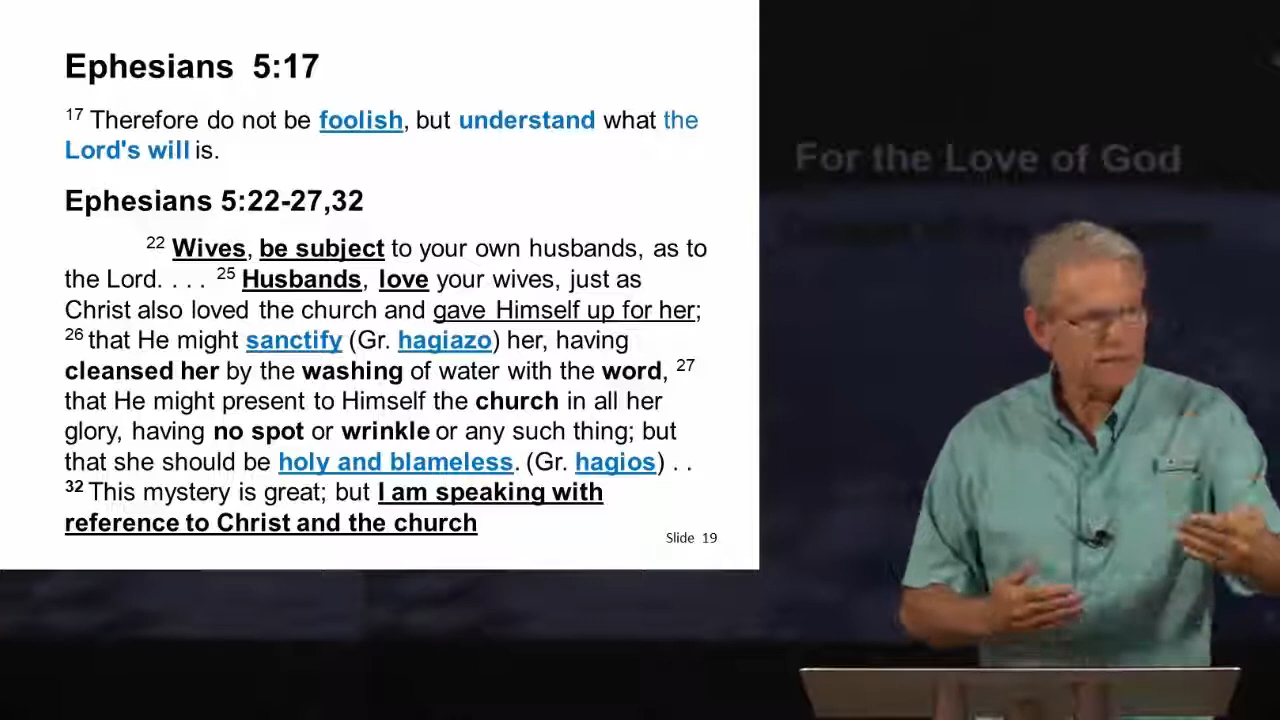 Ephesians 5:17
17 Therefore do not be foolish, but understand what the
Lord's will is.
Ephesians 5:22-27,32
22 Wives, be subject to your own husbands, as to
the Lord. . . . 25 Husbands, love your wives, just as
Christ also loved the church and gave Himself up for her;
26 that He might sanctify (Gr. hagiazo) her, having
cleansed her by the washing of water with the word, 27
that He might present to Himself the church in all her
glory, having no spot or wrinkle or any such thing; but
that she should be holy and blameless. (Gr. hagios) . .
32 This mystery is great; but I am speaking with
reference to Christ and the church
Slide 19
For the Love of God